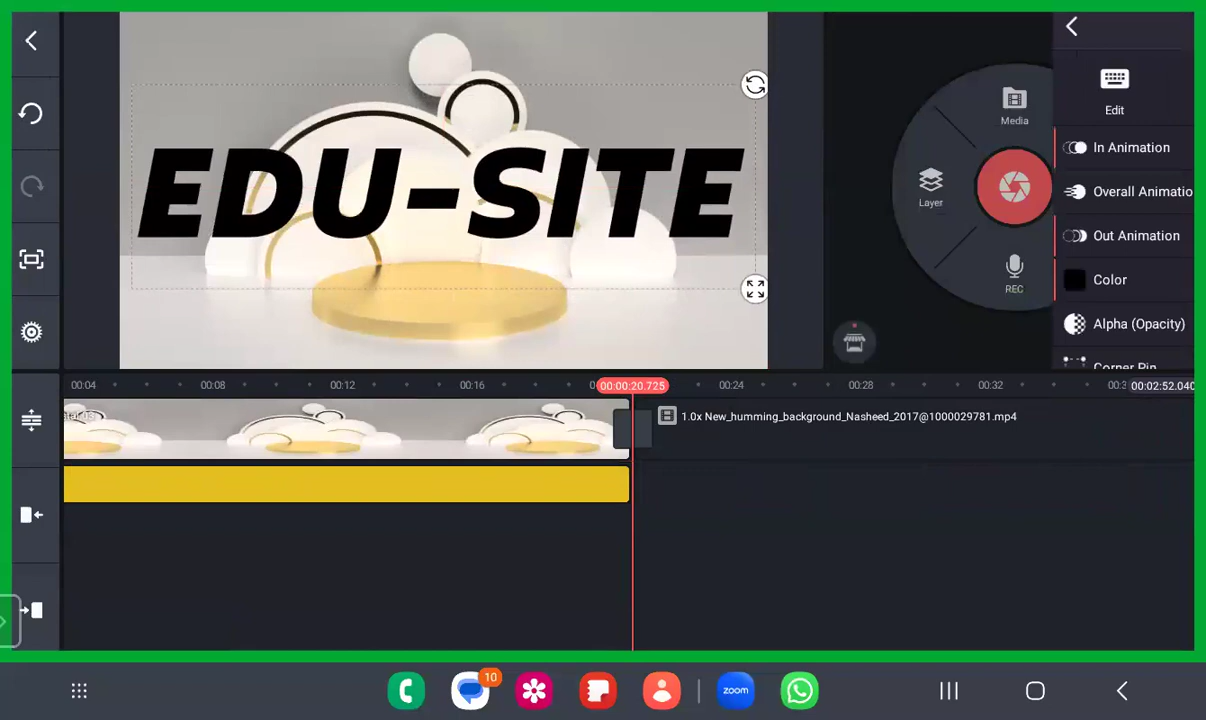 Edit
Media
EDU-SITE
In Animation
Overall Animatio
Layer
Out Animation
REC
Color
Alpha (Opacity)
Corner Pin
00:04
00:08
00:12
00:16
00:00:20.725
00:24
00:28
00:32
00:02:52.040
1.0x New_humming_background_Nasheed_2017@1000029781.mp4
10
zoom